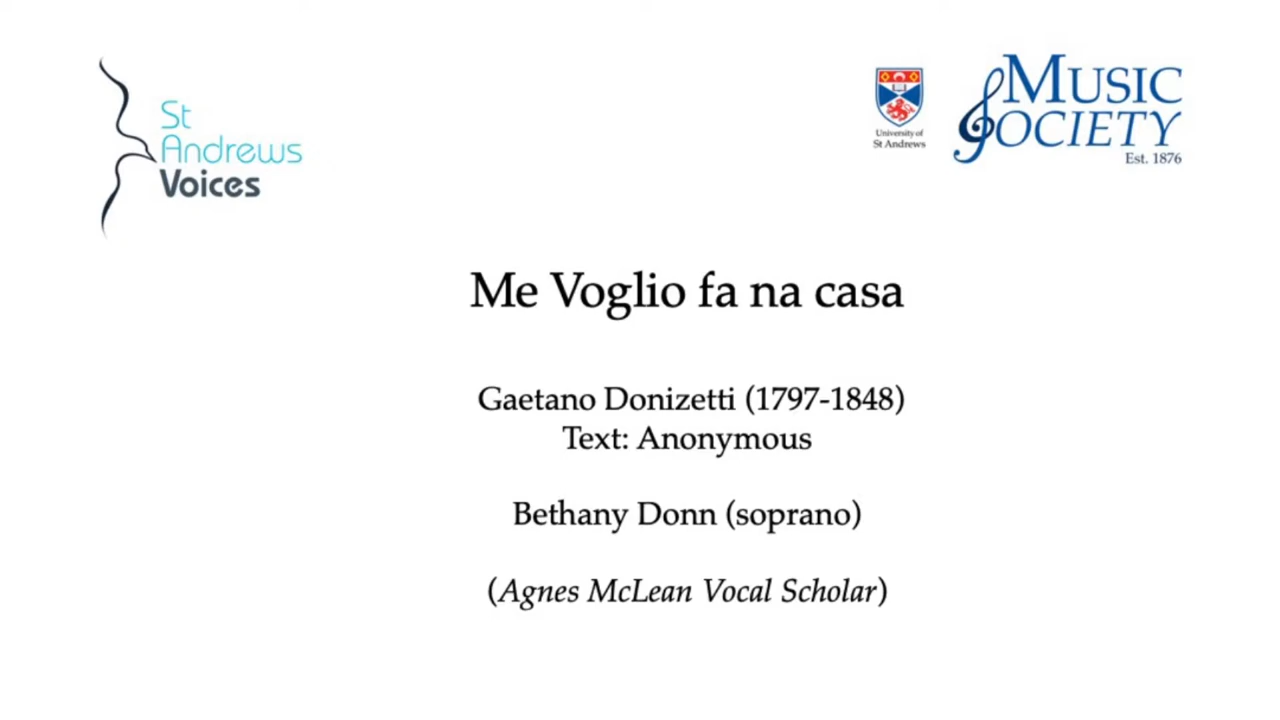 St
Andrews
Voices
University of
St Andrews
MUSIC
SOCIETY
Est. 1876
Me Voglio fa na casa
Gaetano Donizetti (1797-1848)
Text: Anonymous
Bethany Donn (soprano)
(Agnes McLean Vocal Scholar)